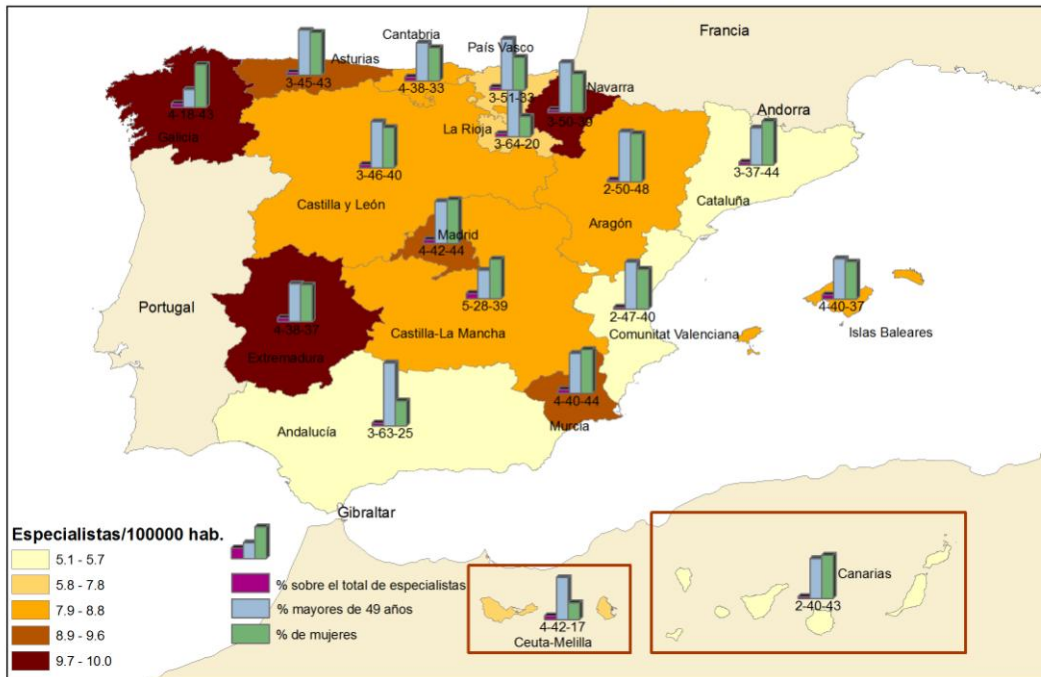 Francia
Cantabria
País Vasco
Asturias
3-45-43
4-38-33
3-51-33
Navarra
Andorra
4-18-43
Galicia
La Rioja
3-64-20
3-50-39
3-46-40
2-50-48
3-37-44
Cataluña
Castilla y León
Aragón
Madrid
4-42-44
Portugal
5-28-39
2-47-40
4-40-37
Castilla-La Mancha
Comunitat Valenciana
Islas Baleares
4-38-37
Extremadura
4-40-44
Murcia
Andalucía
3-63-25
Gibraltar
Especialistas/100000 hab.
5.1 - 5.7
5.8 - 7.8
7.9 - 8.8
8.9 - 9.6
9.7 - 10.0
% sobre el total de especialistas
% mayores de 49 años
% de mujeres
4-42-17
Ceuta-Melilla
Canarias
2-40-43